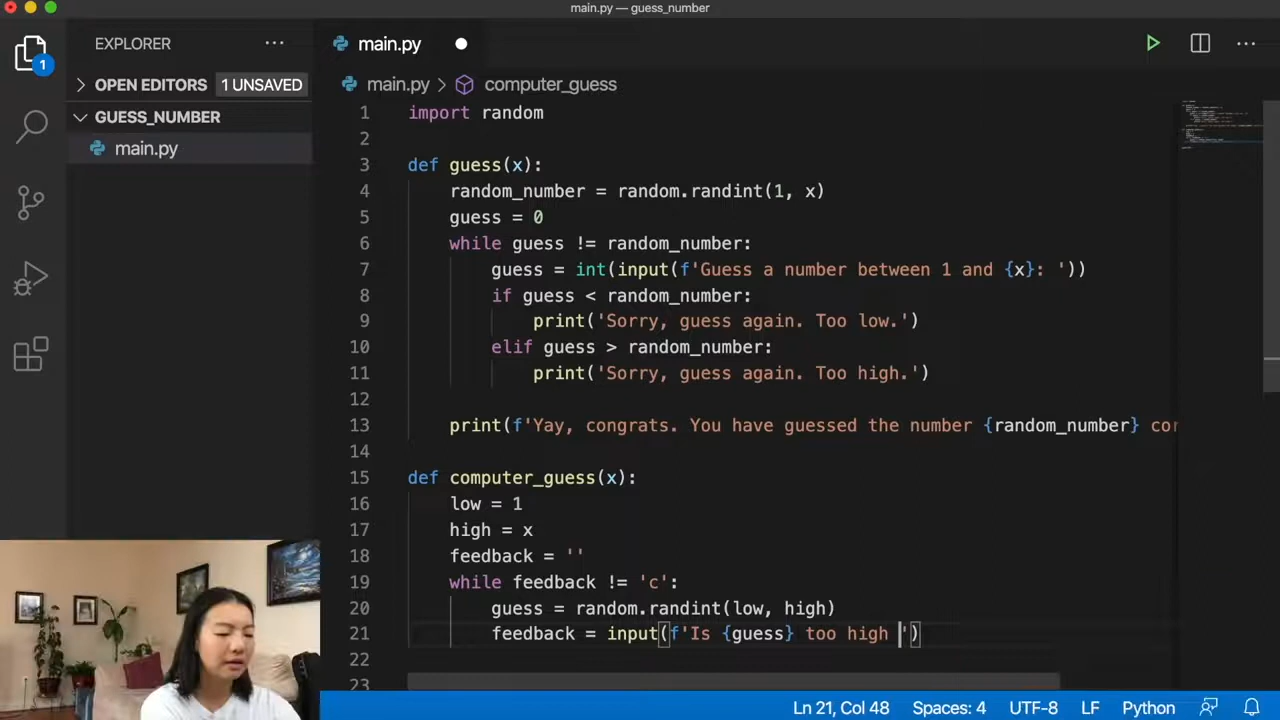 main.py — guess_number
EXPLORER
main.py
1
OPEN EDITORS
1 UNSAVED
main.py
computer_guess
GUESS_NUMBER
main.py
1 import random
2
3 def guess(x):
4 random_number = random.randint(1, x)
5 guess = 0
6 while guess != random_number:
7 guess = int(input(f'Guess a number between 1 and {x}: '))
8 if guess < random_number:
9 print('Sorry, guess again. Too low.')
10 elif guess > random_number:
11 print('Sorry, guess again. Too high.')
12
13 print(f'Yay, congrats. You have guessed the number {random_number} cor
14
15 def computer_guess(x):
16 low = 1
17 high = x
18 feedback = ''
19 while feedback != 'c':
20 guess = random.randint(low, high)
21 feedback = input(f'Is {guess} too high ')
22
23
Ln 21, Col 48 Spaces: 4 UTF-8 LF Python